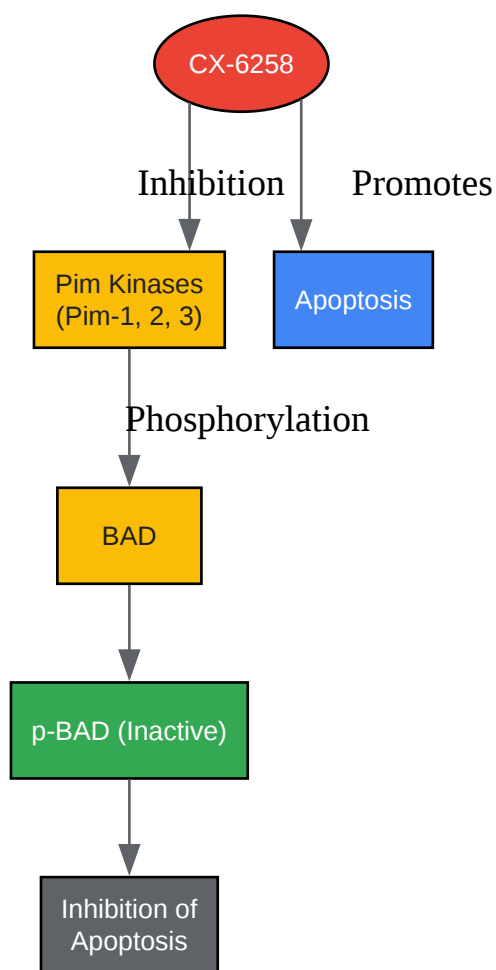 CX-6258
Inhibition
Promotes
Pim Kinases
(Pim-1, 2, 3)
Apoptosis
Phosphorylation
BAD
p-BAD (Inactive)
Inhibition of
Apoptosis